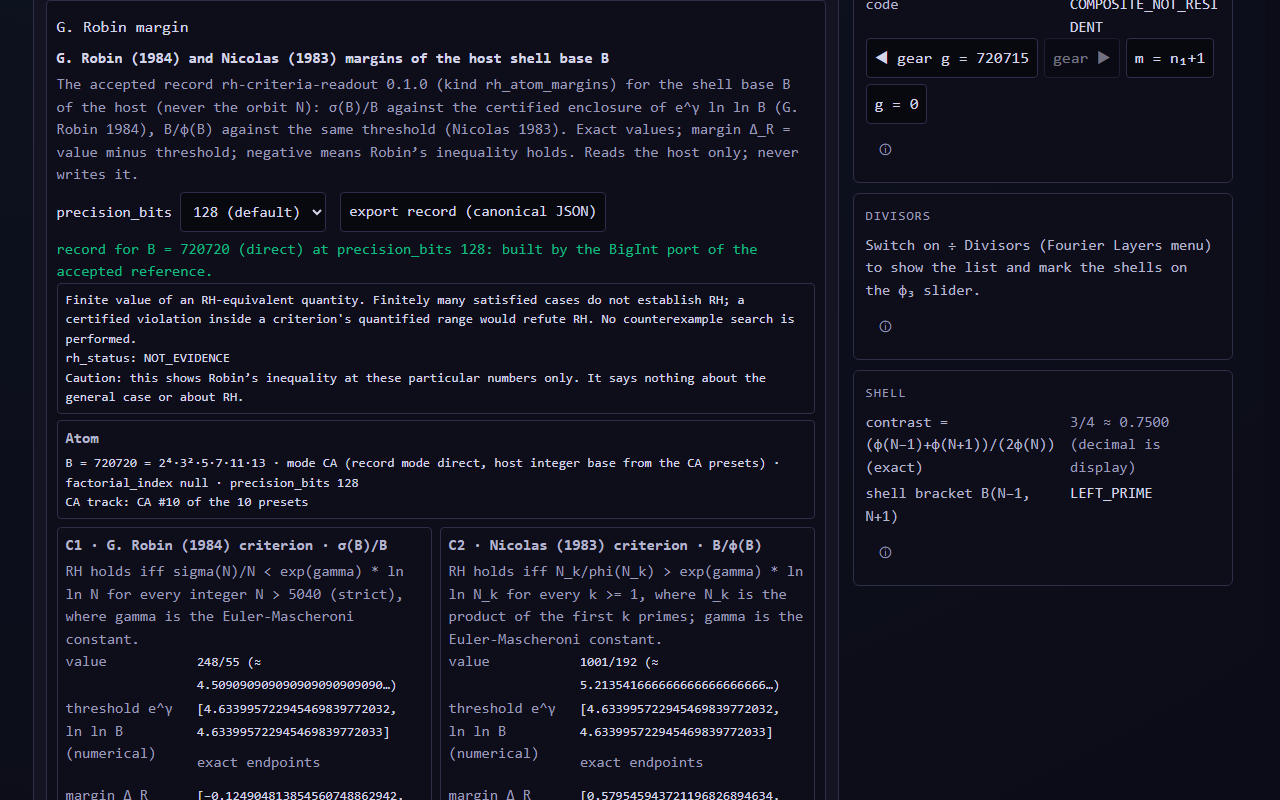 G. Robin margin
G. Robin (1984) and Nicolas (1983) margins of the host shell base B
The accepted record rh-criteria-readout 0.1.0 (kind rh_atom_margins) for the shell base B
of the host (never the orbit N): σ(B)/B against the certified enclosure of e^γ ln ln B (G.
Robin 1984), B/ϕ(B) against the same threshold (Nicolas 1983). Exact values; margin Δ_R =
value minus threshold; negative means Robin’s inequality holds. Reads the host only; never
writes it.
precision_bits 128 (default) export record (canonical JSON)
record for B = 720720 (direct) at precision_bits 128: built by the BigInt port of the
accepted reference.
Finite value of an RH-equivalent quantity. Finitely many satisfied cases do not establish RH; a
certified violation inside a criterion's quantified range would refute RH. No counterexample search is
performed.
rh_status: NOT_EVIDENCE
Caution: this shows Robin’s inequality at these particular numbers only. It says nothing about the
general case or about RH.
Atom
B = 720720 = 2⁴·3²·5·7·11·13 · mode CA (record mode direct, host integer base from the CA presets) ·
factorial_index null · precision_bits 128
CA track: CA #10 of the 10 presets
C1 · G. Robin (1984) criterion · σ(B)/B
RH holds iff sigma(N)/N < exp(gamma) * ln
ln N for every integer N > 5040 (strict),
where gamma is the Euler-Mascheroni
constant.
value 248/55 (≈
4.509090909090909090909090…)
threshold e^γ [4.633995722945469839772032,
ln ln B 4.633995722945469839772033]
(numerical) exact endpoints
margin Δ_R [-0.124904813854560748862942,
C2 · Nicolas (1983) criterion · B/ϕ(B)
RH holds iff N_k/phi(N_k) > exp(gamma) * ln
ln N_k for every k >= 1, where N_k is the
product of the first k primes; gamma is the
Euler-Mascheroni constant.
value 1001/192 (≈
5.213541666666666666666666…)
threshold e^γ [4.633995722945469839772032,
ln ln B 4.633995722945469839772033]
(numerical) exact endpoints
margin Δ_R [0.579545943721196826894634,
code COMPOSITE_NOT_RESI
DENT
◀ gear g = 720715 gear ▶ m = n₁+1
g = 0
ⓘ
DIVISORS
Switch on ÷ Divisors (Fourier Layers menu)
to show the list and mark the shells on
the ϕ₃ slider.
ⓘ
SHELL
contrast = 3/4 ≈ 0.7500
(ϕ(N−1)+ϕ(N+1))/(2ϕ(N)) (decimal is
(exact) display)
shell bracket B(N−1, LEFT_PRIME
N+1)
ⓘ